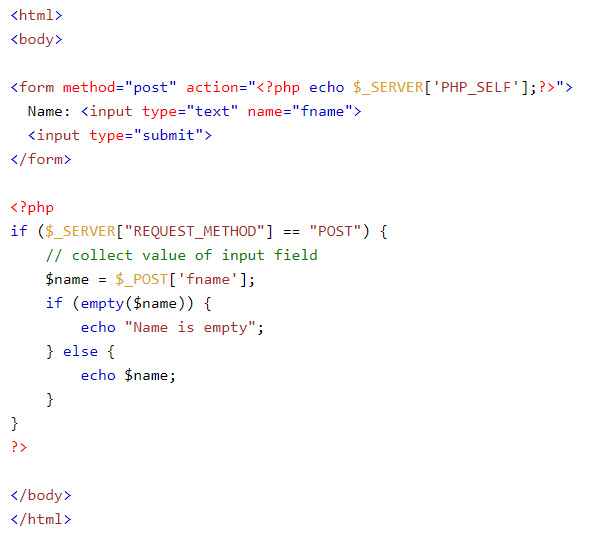 <html>
<body>

<form method="post" action="<?php echo $_SERVER['PHP_SELF'];?>">
  Name: <input type="text" name="fname">
  <input type="submit">
</form>

<?php
if ($_SERVER["REQUEST_METHOD"] == "POST") {
    // collect value of input field
    $name = $_POST['fname'];
    if (empty($name)) {
        echo "Name is empty";
    } else {
        echo $name;
    }
}
?>

</body>
</html>